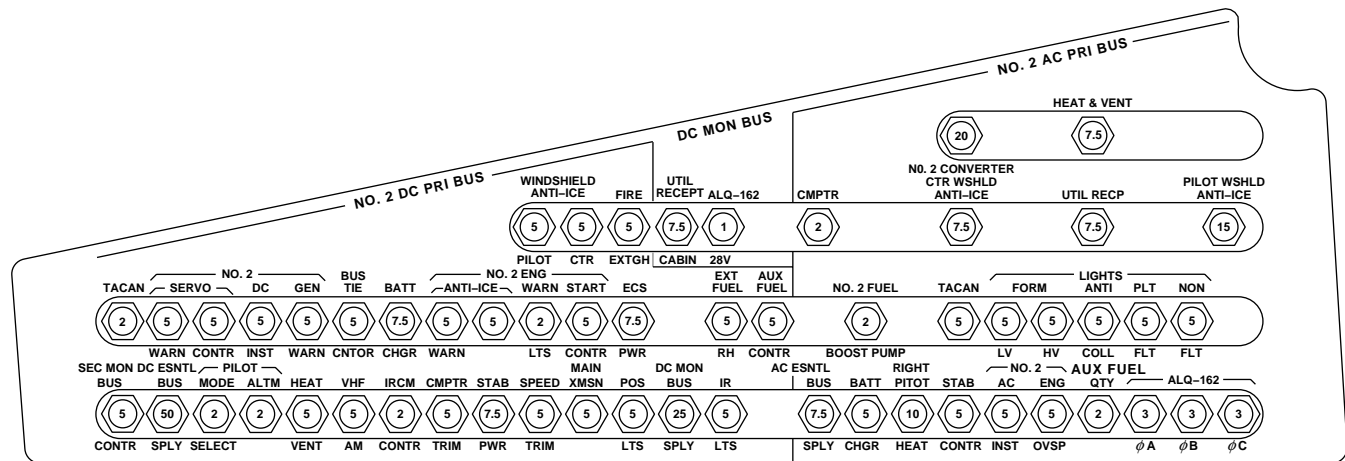 NO. 2 AC PRI BUS
DC MON BUS
NO. 2 DC PRI BUS
HEAT & VENT
20 7.5
N0. 2 CONVERTER
WINDSHIELD ANTI–ICE FIRE UTIL RECEPT ALQ–162 CMPTR CTR WSHLD ANTI–ICE UTIL RECP PILOT WSHLD ANTI–ICE
5 5 5 7.5 1 2 7.5 7.5 15
PILOT CTR EXTGH CABIN 28V
NO. 2 BUS NO. 2 ENG EXT AUX LIGHTS
TACAN SERVO DC GEN TIE BATT ANTI–ICE WARN START ECS FUEL FUEL NO. 2 FUEL TACAN FORM ANTI PLT NON
2 5 5 5 5 5 7.5 5 5 2 5 7.5 5 5 2 5 5 5 5 5 5
WARN CONTR INST WARN CNTOR CHGR WARN LTS CONTR PWR RH CONTR BOOST PUMP LV HV COLL FLT FLT
SEC MON DC ESNTL PILOT MAIN DC MON AC ESNTL RIGHT NO. 2 AUX FUEL ALQ–162
BUS BUS MODE ALTM HEAT VHF IRCM CMPTR STAB SPEED XMSN POS BUS IR BUS BATT PITOT STAB AC ENG QTY
5 50 2 2 5 5 2 5 7.5 5 5 5 25 5 7.5 5 10 5 5 5 2 3 3 3
CONTR SPLY SELECT VENT AM CONTR TRIM PWR TRIM LTS SPLY LTS SPLY CHGR HEAT CONTR INST OVSP ϕA ϕB ϕC